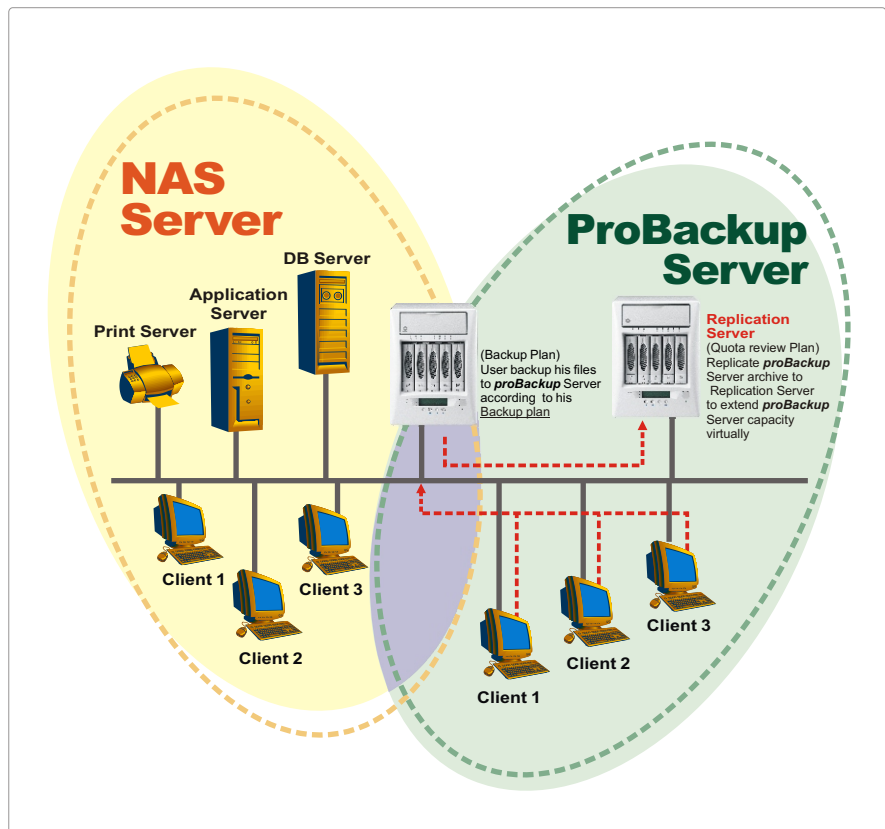 NAS
Server
ProBackup
Server
DB Server
Application
Server
Print Server
(Backup Plan)
User backup his files
to proBackup Server
according to his
Backup plan
Replication
Server
(Quota review Plan)
Replicate proBackup
Server archive to
Replication Server
to extend proBackup
Server capacity
virtually
Client 1
Client 2
Client 3
Client 1
Client 2
Client 3